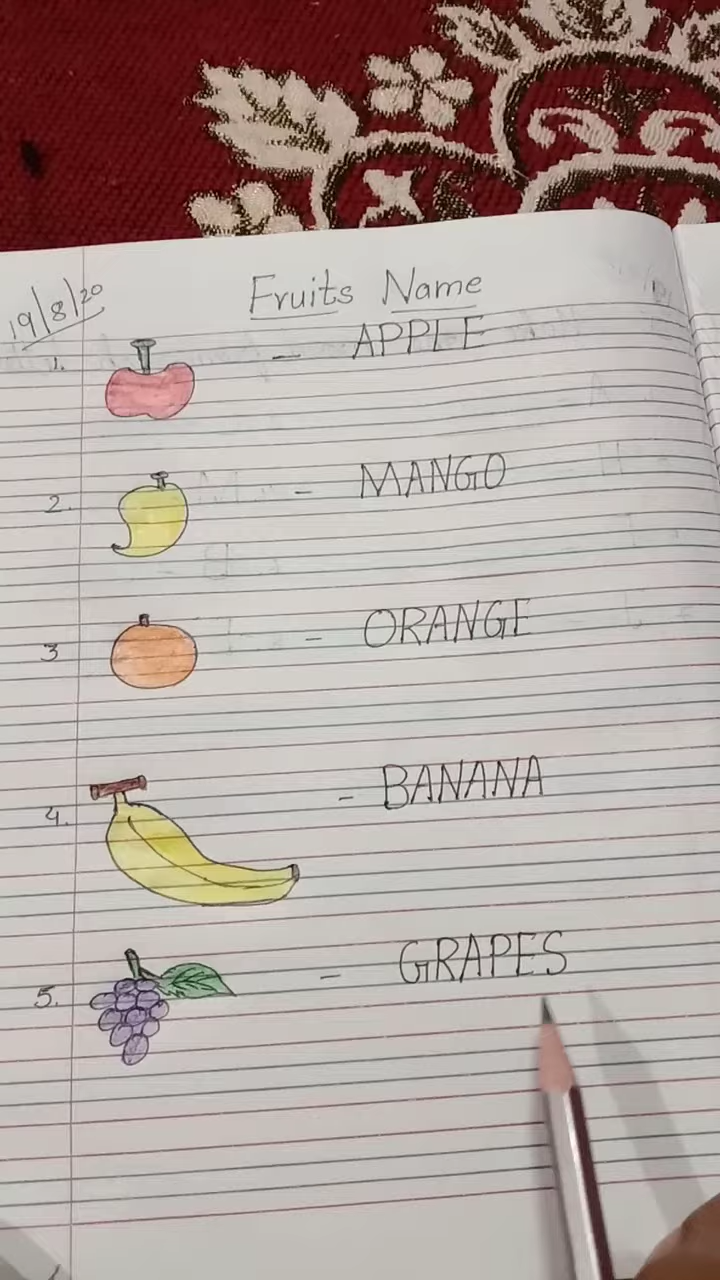 19/8/20
Fruits Name
1. - APPLE
2. - MANGO
3 - ORANGE
4. - BANANA
5. - GRAPES